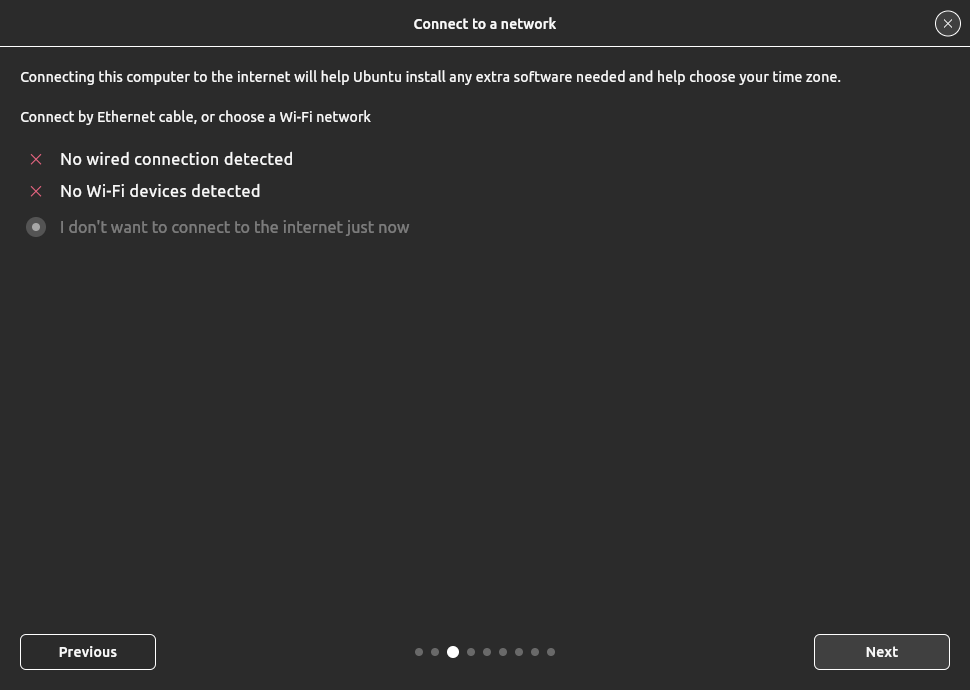 Connect to a network
Connecting this computer to the internet will help Ubuntu install any extra software needed and help choose your time zone.
Connect by Ethernet cable, or choose a Wi-Fi network
No wired connection detected
No Wi-Fi devices detected
I don't want to connect to the internet just now
Previous
Next